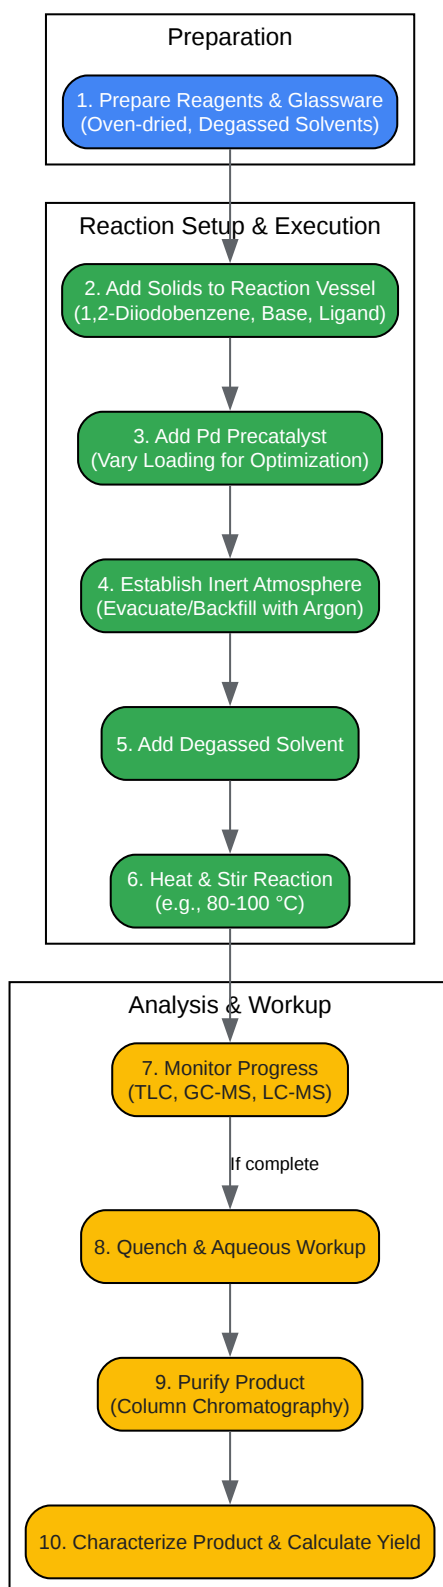 Preparation
1. Prepare Reagents & Glassware
(Oven-dried, Degassed Solvents)
Reaction Setup & Execution
2. Add Solids to Reaction Vessel
(1,2-Diiodobenzene, Base, Ligand)
3. Add Pd Precatalyst
(Vary Loading for Optimization)
4. Establish Inert Atmosphere
(Evacuate/Backfill with Argon)
5. Add Degassed Solvent
6. Heat & Stir Reaction
(e.g., 80-100 °C)
Analysis & Workup
7. Monitor Progress
(TLC, GC-MS, LC-MS)
If complete
8. Quench & Aqueous Workup
9. Purify Product
(Column Chromatography)
10. Characterize Product & Calculate Yield